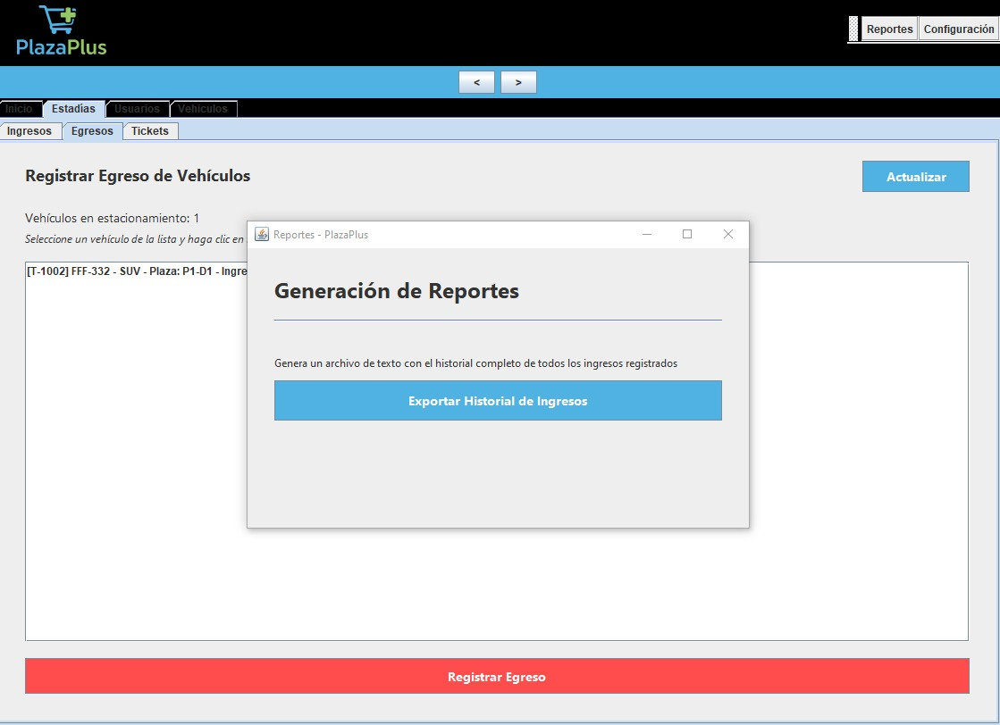 PlazaPlus
Reportes
Configuración
<
>
Inicio
Estadías
Usuarios
Vehículos
Ingresos
Egresos
Tickets
Registrar Egreso de Vehículos
Actualizar
Vehículos en estacionamiento: 1
Seleccione un vehículo de la lista y haga clic en
[T-1002] FFF-332 - SUV - Plaza: P1-D1 - Ingre
Reportes - PlazaPlus
Generación de Reportes
Genera un archivo de texto con el historial completo de todos los ingresos registrados
Exportar Historial de Ingresos
Registrar Egreso